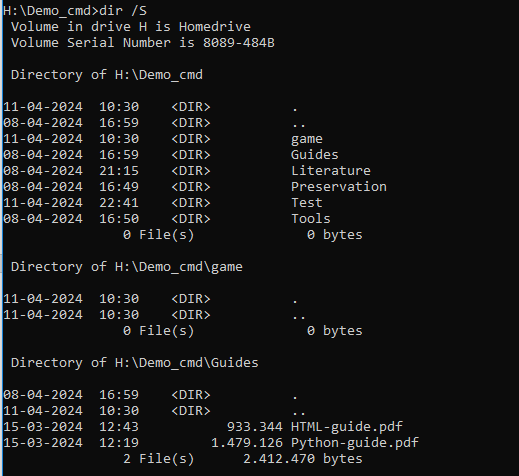 H:\Demo_cmd>dir /S
Volume in drive H is Homedrive
Volume Serial Number is 8089-484B
Directory of H:\Demo_cmd
11-04-2024 10:30 <DIR> .
08-04-2024 16:59 <DIR> ..
11-04-2024 10:30 <DIR> game
08-04-2024 16:59 <DIR> Guides
08-04-2024 21:15 <DIR> Literature
08-04-2024 16:49 <DIR> Preservation
11-04-2024 22:41 <DIR> Test
08-04-2024 16:50 <DIR> Tools
0 File(s) 0 bytes
Directory of H:\Demo_cmd\game
11-04-2024 10:30 <DIR> .
11-04-2024 10:30 <DIR> ..
0 File(s) 0 bytes
Directory of H:\Demo_cmd\Guides
08-04-2024 16:59 <DIR> .
11-04-2024 10:30 <DIR> ..
15-03-2024 12:43 933.344 HTML-guide.pdf
15-03-2024 12:19 1.479.126 Python-guide.pdf
2 File(s) 2.412.470 bytes